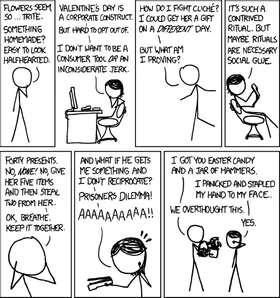 FLOWERS SEEM
SO ... TRITE.
SOMETHING
HOMEMADE?
EASY TO LOOK
HALFHEARTED.
VALENTINE'S DAY IS
A CORPORATE CONSTRUCT.
BUT HARD TO OPT OUT OF.
I DON'T WANT TO BE A
CONSUMER TOOL OR AN
INCONSIDERATE JERK.
HOW DO I FIGHT CLICHÉ?
I COULD GET HER A GIFT
ON A DIFFERENT DAY.
BUT WHAT AM
I PROVING?
IT'S SUCH A
CONTRIVED
RITUAL. BUT
MAYBE RITUALS
ARE NECESSARY
SOCIAL GLUE.
FORTY PRESENTS.
NO, NONE! NO, GIVE
HER FIVE ITEMS
AND THEN STEAL
TWO FROM HER.
OK, BREATHE.
KEEP IT TOGETHER.
AND WHAT IF HE GETS
ME SOMETHING AND
I DON'T RECIPROCATE?
PRISONER'S DILEMMA!
AAAAAAAAA!!
I GOT YOU EASTER CANDY
AND A JAR OF HAMMERS.
I PANICKED AND STAPLED
MY HAND TO MY FACE.
WE OVERTHOUGHT THIS.
YES.